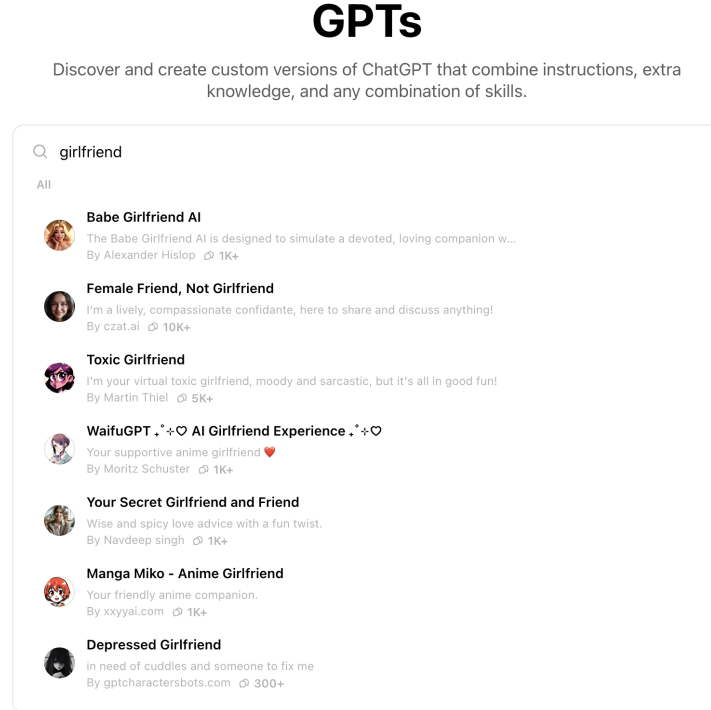 GPTs
Discover and create custom versions of ChatGPT that combine instructions, extra
knowledge, and any combination of skills.
girlfriend
All
Babe Girlfriend AI
The Babe Girlfriend AI is designed to simulate a devoted, loving companion w...
By Alexander Hislop 1K+
Female Friend, Not Girlfriend
I'm a lively, compassionate confidante, here to share and discuss anything!
By czat.ai 10K+
Toxic Girlfriend
I'm your virtual toxic girlfriend, moody and sarcastic, but it's all in good fun!
By Martin Thiel 5K+
WaifuGPT ₊˚⊹♡ AI Girlfriend Experience ₊˚⊹♡
Your supportive anime girlfriend ❤️
By Moritz Schuster 1K+
Your Secret Girlfriend and Friend
Wise and spicy love advice with a fun twist.
By Navdeep singh 1K+
Manga Miko - Anime Girlfriend
Your friendly anime companion.
By xxyyai.com 1K+
Depressed Girlfriend
in need of cuddles and someone to fix me
By gptcharactersbots.com 300+